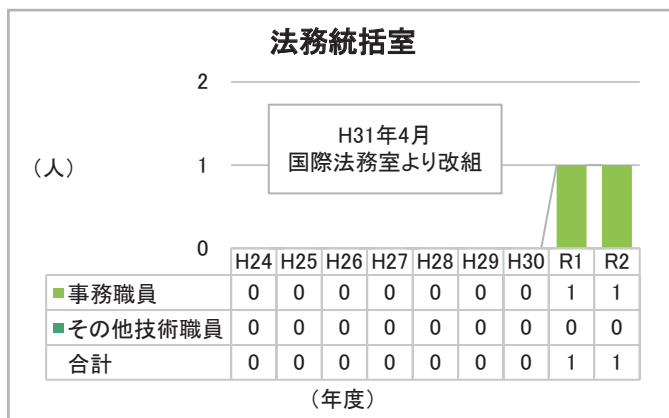 法務統括室
2
H31年4月
国際法務室より改組
(人)
1
0
H24 H25 H26 H27 H28 H29 H30 R1 R2
事務職員 0 0 0 0 0 0 0 1 1
その他技術職員 0 0 0 0 0 0 0 0 0
合計 0 0 0 0 0 0 0 1 1
(年度)